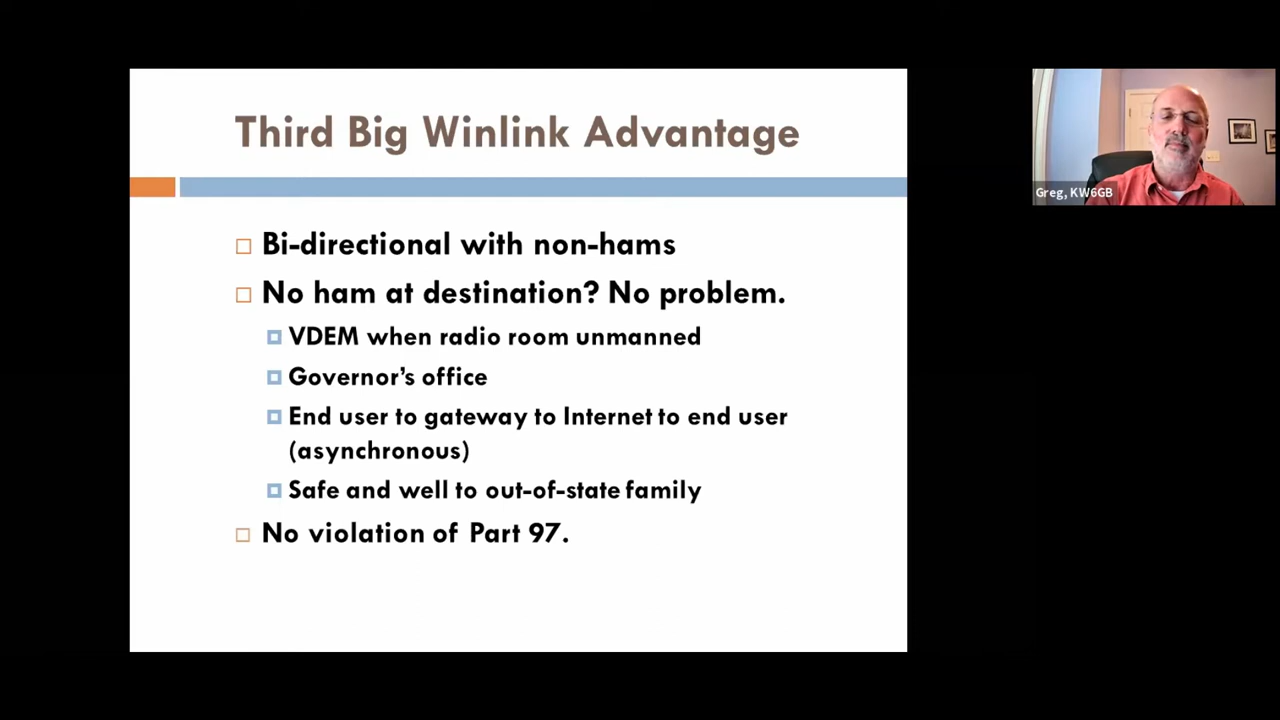 Third Big Winlink Advantage
Bi-directional with non-hams
No ham at destination? No problem.
VDEM when radio room unmanned
Governor's office
End user to gateway to Internet to end user
(asynchronous)
Safe and well to out-of-state family
No violation of Part 97.
Greg, KW6GB